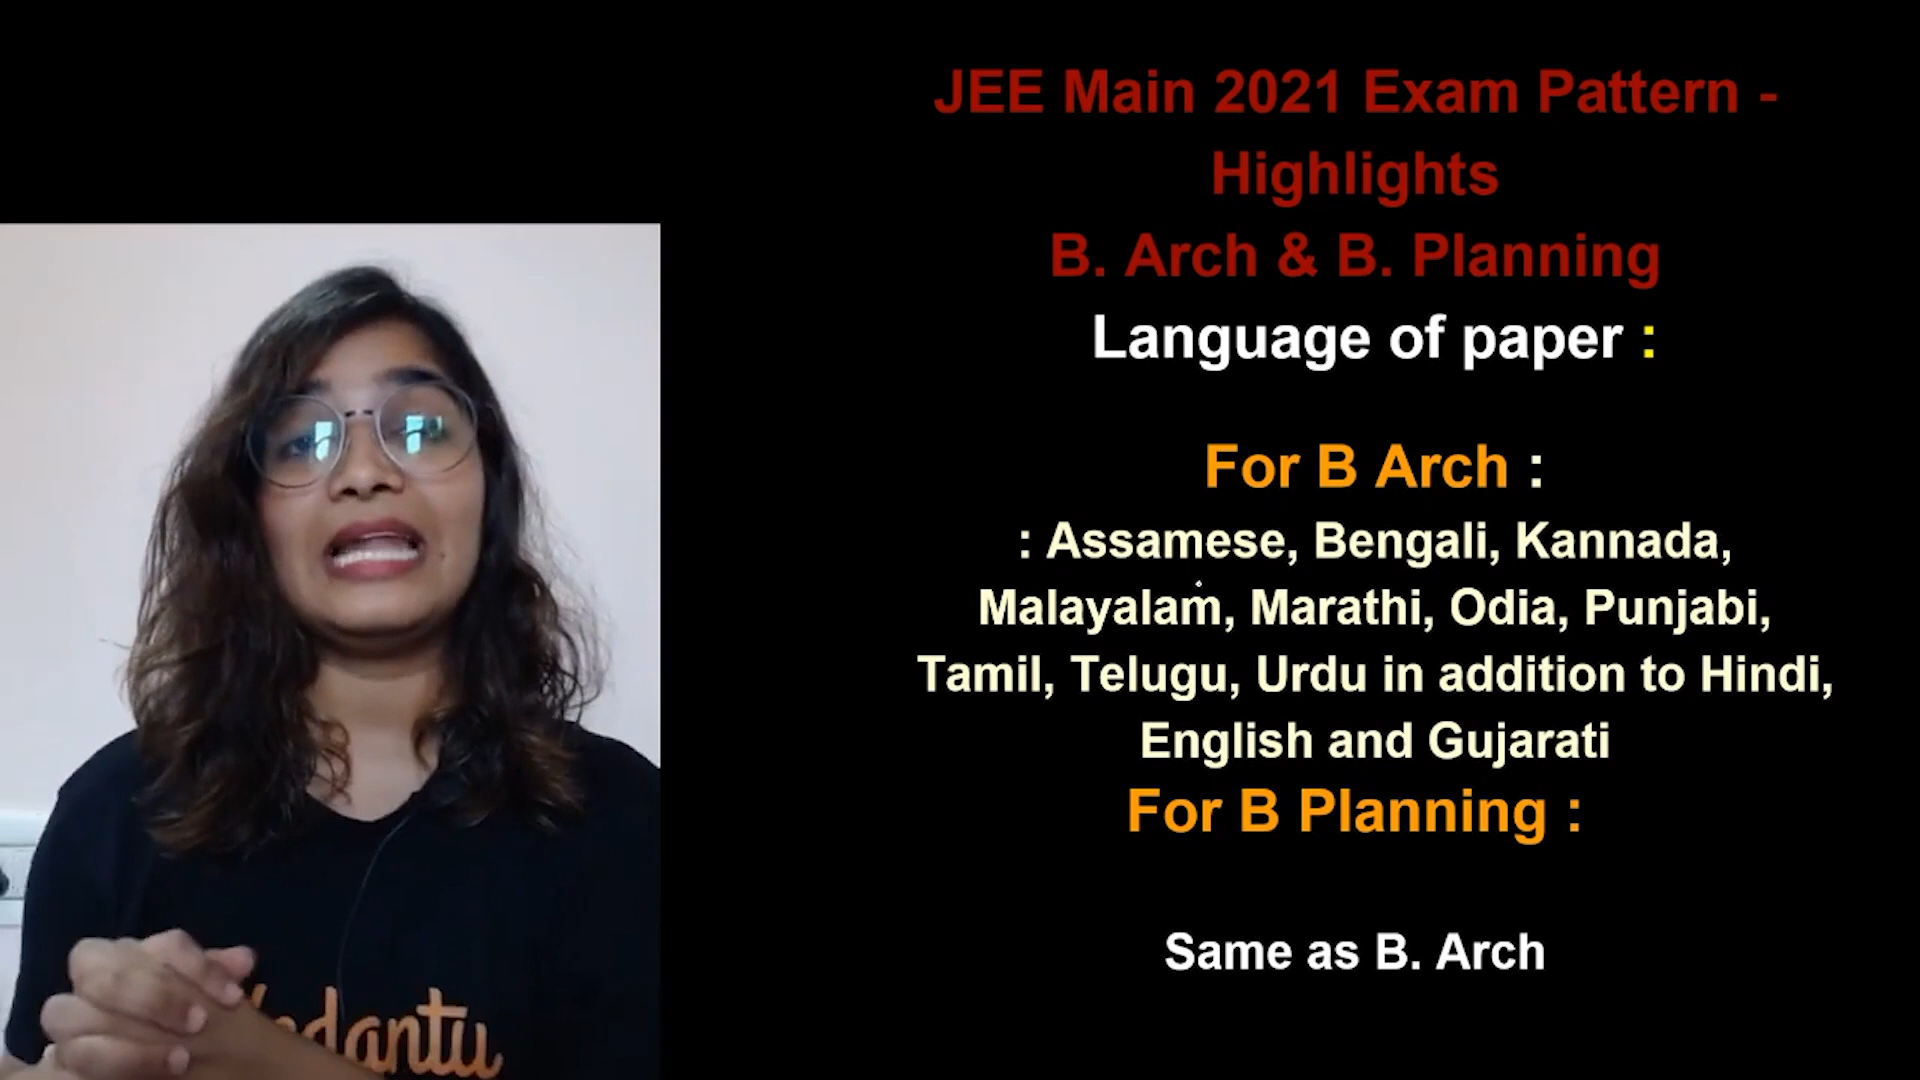 JEE Main 2021 Exam Pattern -
Highlights
B. Arch & B. Planning
Language of paper :
For B Arch :
: Assamese, Bengali, Kannada,
Malayalam, Marathi, Odia, Punjabi,
Tamil, Telugu, Urdu in addition to Hindi,
English and Gujarati
For B Planning :
Same as B. Arch
Vedantu